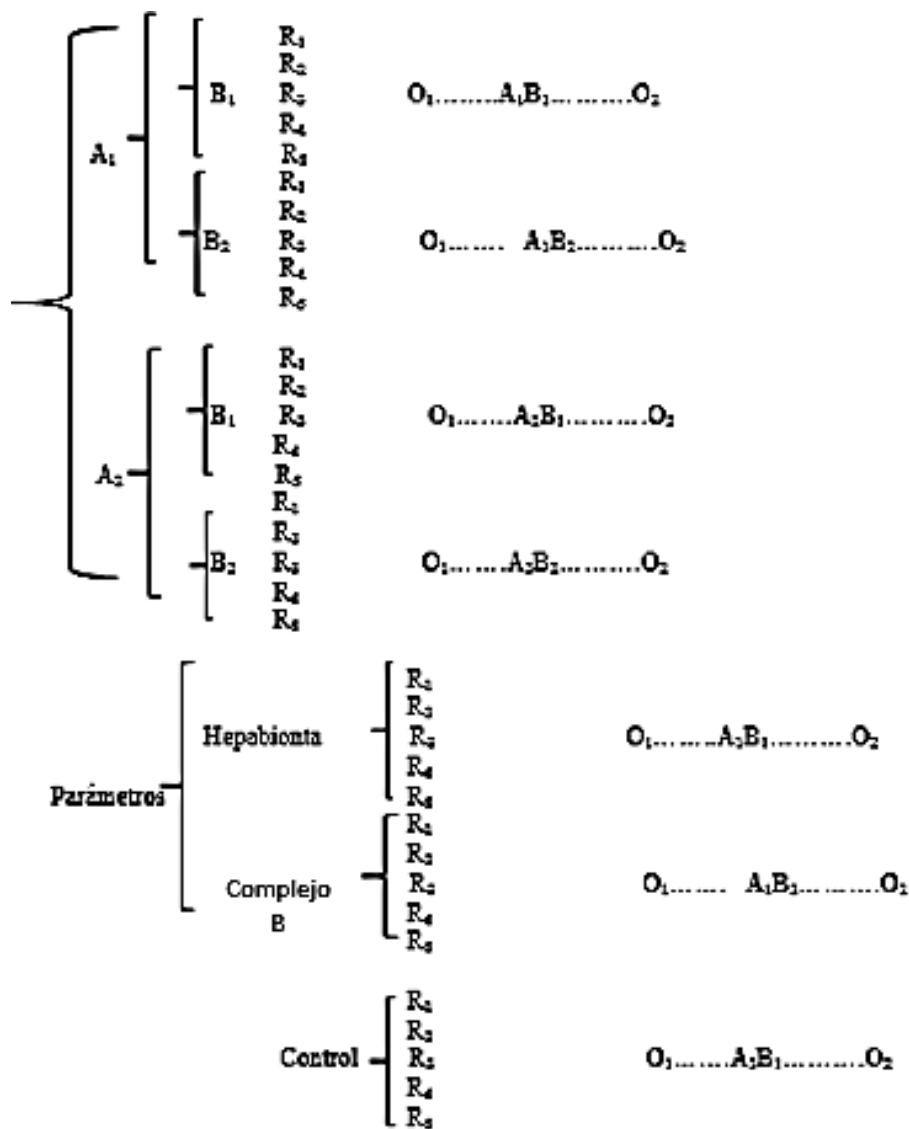 R₁
R₂
B₁ R₃ O₁........A₁B₁..........O₂
R₄
A₁ R₅
R₁
R₂
B₂ R₃ O₁....... A₁B₂..........O₂
R₄
R₅
R₁
R₂
B₁ R₃ O₁.......A₂B₁..........O₂
R₄
A₂ R₅
R₁
R₂
B₂ R₃ O₁.......A₂B₂..........O₂
R₄
R₅
R₁
R₂
Hepabionta R₃ O₁........A₁B₁..........O₂
R₄
Parámetros R₅
R₁
R₂
Complejo R₃ O₁....... A₁B₂..........O₂
B R₄
R₅
R₁
R₂
Control R₃ O₁.......A₂B₁..........O₂
R₄
R₅